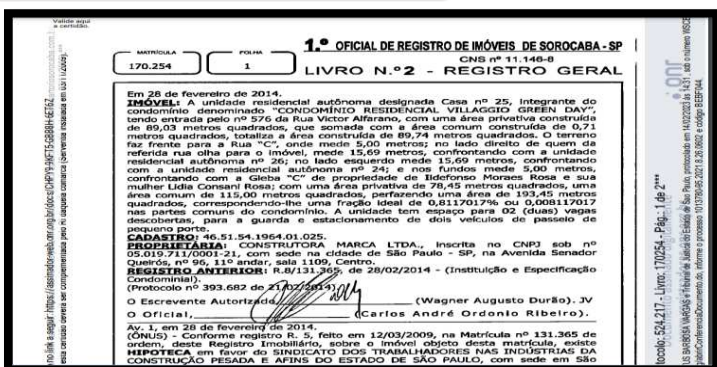 Valide aqui
a certidão.
1.º OFICIAL DE REGISTRO DE IMÓVEIS DE SOROCABA - SP
CNS nº 11.146-8
MATRÍCULA
170.254
FOLHA
1
LIVRO N.º2 - REGISTRO GERAL
Em 28 de fevereiro de 2014.
IMÓVEL: A unidade residencial autônoma designada Casa nº 25, integrante do
condomínio denominado "CONDOMÍNIO RESIDENCIAL VILLAGGIO GREEN DAY",
tendo entrada pelo nº 576 da Rua Victor Alfarano, com uma área privativa construída
de 89,03 metros quadrados, que somada com a área comum construída de 0,71
metros quadrados, totaliza a área construída de 89,74 metros quadrados. O terreno
faz frente para a Rua "C", onde mede 5,00 metros; no lado direito de quem da
referida rua olha para o imóvel, mede 15,69 metros, confrontando com a unidade
residencial autônoma nº 26; no lado esquerdo mede 15,69 metros, confrontando
com a unidade residencial autônoma nº 24; e nos fundos mede 5,00 metros,
confrontando com a Gleba "C" de propriedade de Ildefonso Moraes Rosa e sua
mulher Lídia Consani Rosa; com uma área privativa de 78,45 metros quadrados, uma
área comum de 115,00 metros quadrados, perfazendo uma área de 193,45 metros
quadrados, correspondendo-lhe uma fração ideal de 0,8117017% ou 0,008117017
nas partes comuns do condomínio. A unidade tem espaço para 02 (duas) vagas
descobertas, para a guarda e estacionamento de dois veículos de passeio de
pequeno porte.
CADASTRO: 46.51.54.1964.01.025.
PROPRIETÁRIA: CONSTRUTORA MARCA LTDA., inscrita no CNPJ sob nº
05.019.711/0001-21, com sede na cidade de São Paulo - SP, na Avenida Senador
Queirós, nº 96, 11º andar, sala 1109, Centro.
REGISTRO ANTERIOR: R.8/131.365, de 28/02/2014 - (Instituição e Especificação
Condominial).
(Protocolo nº 393.682 de 21/02/2014).
O Escrevente Autorizado, (Wagner Augusto Durão). JV
O Oficial, (Carlos André Ordonio Ribeiro).
Av. 1, em 28 de fevereiro de 2014.
(ÔNUS) - Conforme registro R. 5, feito em 12/03/2009, na Matrícula nº 131.365 de
ordem, deste Registro Imobiliário, sobre o imóvel objeto desta matrícula, existe
HIPOTECA em favor do SINDICATO DOS TRABALHADORES NAS INDÚSTRIAS DA
CONSTRUÇÃO PESADA E AFINS DO ESTADO DE SÃO PAULO, com sede em São
onr
tocolo: 624.217 - Livro: 170254 - Pág.: 1 de 2***